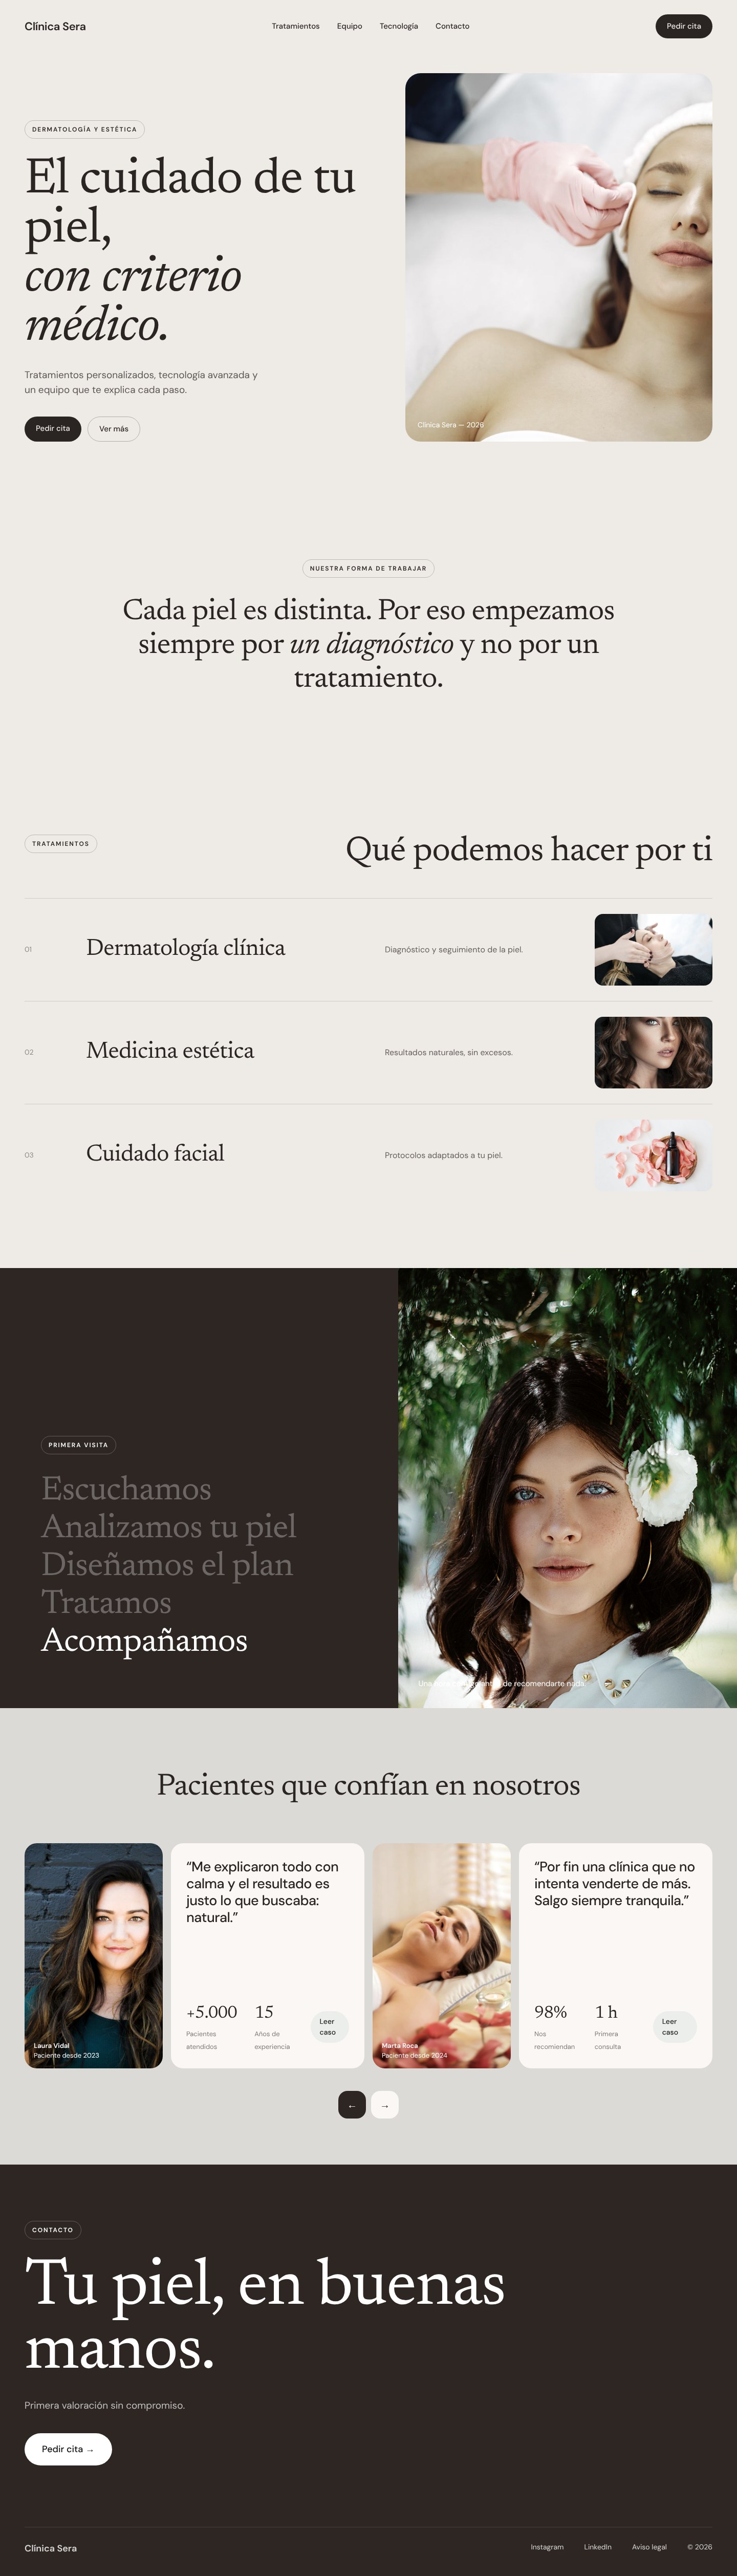 Clínica Sera
Tratamientos
Equipo
Tecnología
Contacto
Pedir cita
DERMATOLOGÍA Y ESTÉTICA
El cuidado de tu
piel,
con criterio
médico.
Tratamientos personalizados, tecnología avanzada y
un equipo que te explica cada paso.
Pedir cita
Ver más
Clínica Sera — 2026
NUESTRA FORMA DE TRABAJAR
Cada piel es distinta. Por eso empezamos
siempre por un diagnóstico y no por un
tratamiento.
TRATAMIENTOS
Qué podemos hacer por ti
01
Dermatología clínica
Diagnóstico y seguimiento de la piel.
02
Medicina estética
Resultados naturales, sin excesos.
03
Cuidado facial
Protocolos adaptados a tu piel.
PRIMERA VISITA
Escuchamos
Analizamos tu piel
Diseñamos el plan
Tratamos
Acompañamos
de recomendarte nada.
Pacientes que confían en nosotros
Laura Vidal
Paciente desde 2023
“Me explicaron todo con
calma y el resultado es
justo lo que buscaba:
natural.”
+5.000
Pacientes
atendidos
15
Años de
experiencia
Leer
caso
Marta Roca
Paciente desde 2024
“Por fin una clínica que no
intenta venderte de más.
Salgo siempre tranquila.”
98%
Nos
recomiendan
1 h
Primera
consulta
Leer
caso
←
→
CONTACTO
Tu piel, en buenas
manos.
Primera valoración sin compromiso.
Pedir cita →
Clínica Sera
Instagram
LinkedIn
Aviso legal
© 2026